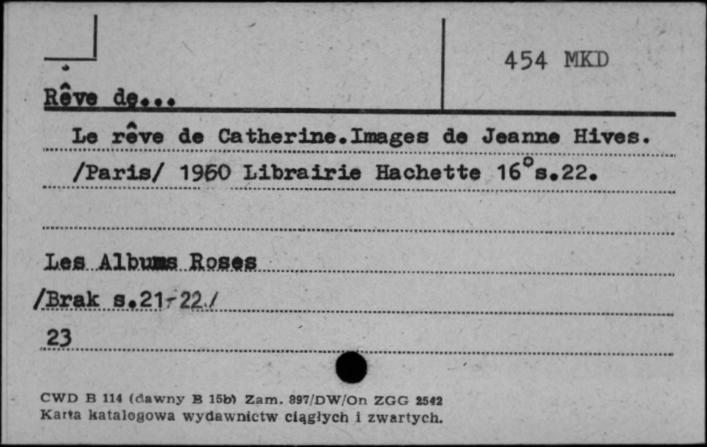 454 MKD
Rêve de...
Le rêve de Catherine.Images de Jeanne Hives.
/Paris/ 1960 Librairie Hachette 16°s.22.
Les Albums Roses
/Brak s.21-22./
23
CWD B 114 (dawny B 15b) Zam. 897/DW/On ZGG 2542
Karta katalogowa wydawnictw ciągłych i zwartych.